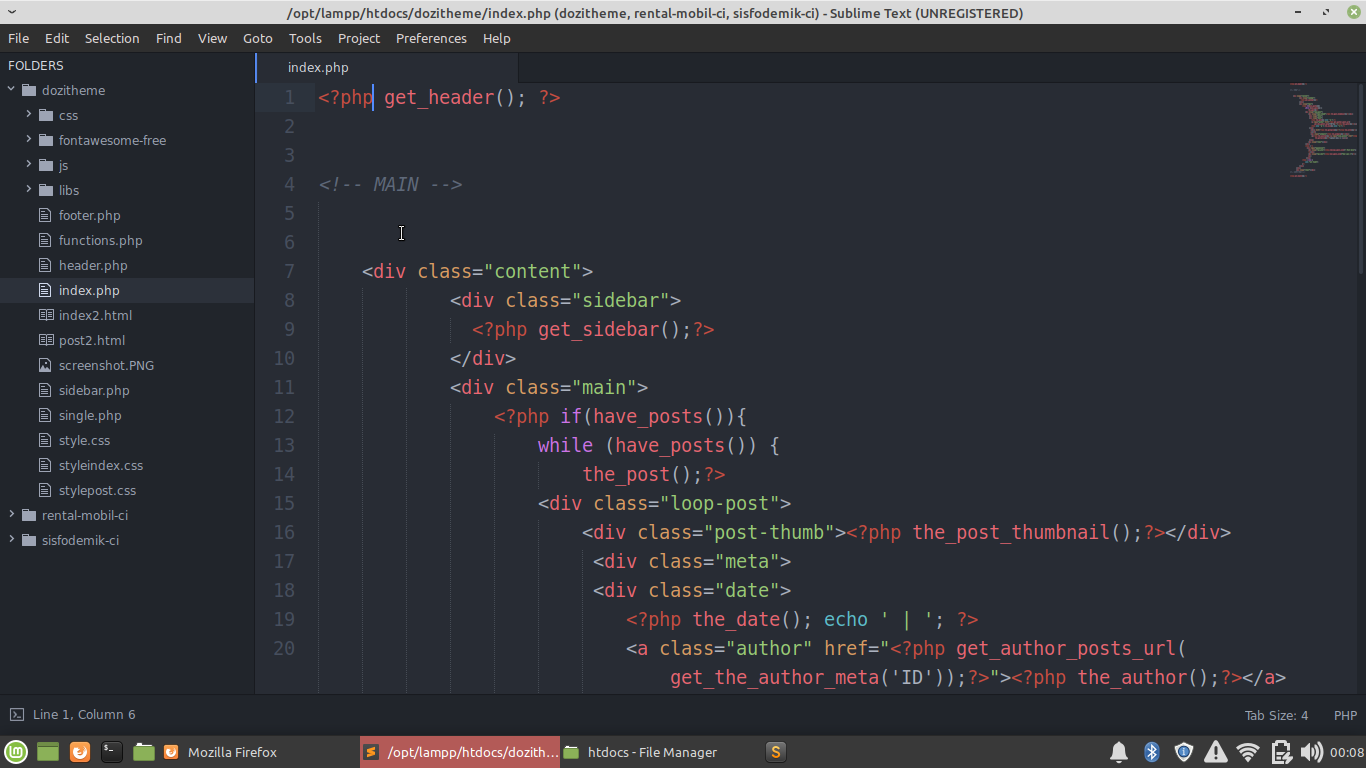 /opt/lampp/htdocs/dozitheme/index.php (dozitheme, rental-mobil-ci, sisfodemik-ci) - Sublime Text (UNREGISTERED)
File Edit Selection Find View Goto Tools Project Preferences Help
FOLDERS
dozitheme
css
fontawesome-free
js
libs
footer.php
functions.php
header.php
index.php
index2.html
post2.html
screenshot.PNG
sidebar.php
single.php
style.css
styleindex.css
stylepost.css
rental-mobil-ci
sisfodemik-ci
index.php
1 <?php get_header(); ?>
2
3
4 <!-- MAIN -->
5
6
7 <div class="content">
8 <div class="sidebar">
9 <?php get_sidebar();?>
10 </div>
11 <div class="main">
12 <?php if(have_posts()){
13 while (have_posts()) {
14 the_post();?>
15 <div class="loop-post">
16 <div class="post-thumb"><?php the_post_thumbnail();?></div>
17 <div class="meta">
18 <div class="date">
19 <?php the_date(); echo ' | '; ?>
20 <a class="author" href="<?php get_author_posts_url(
get_the_author_meta('ID'));?>"><?php the_author();?></a>
Line 1, Column 6 Tab Size: 4 PHP
Mozilla Firefox /opt/lampp/htdocs/dozith... htdocs - File Manager 00:08